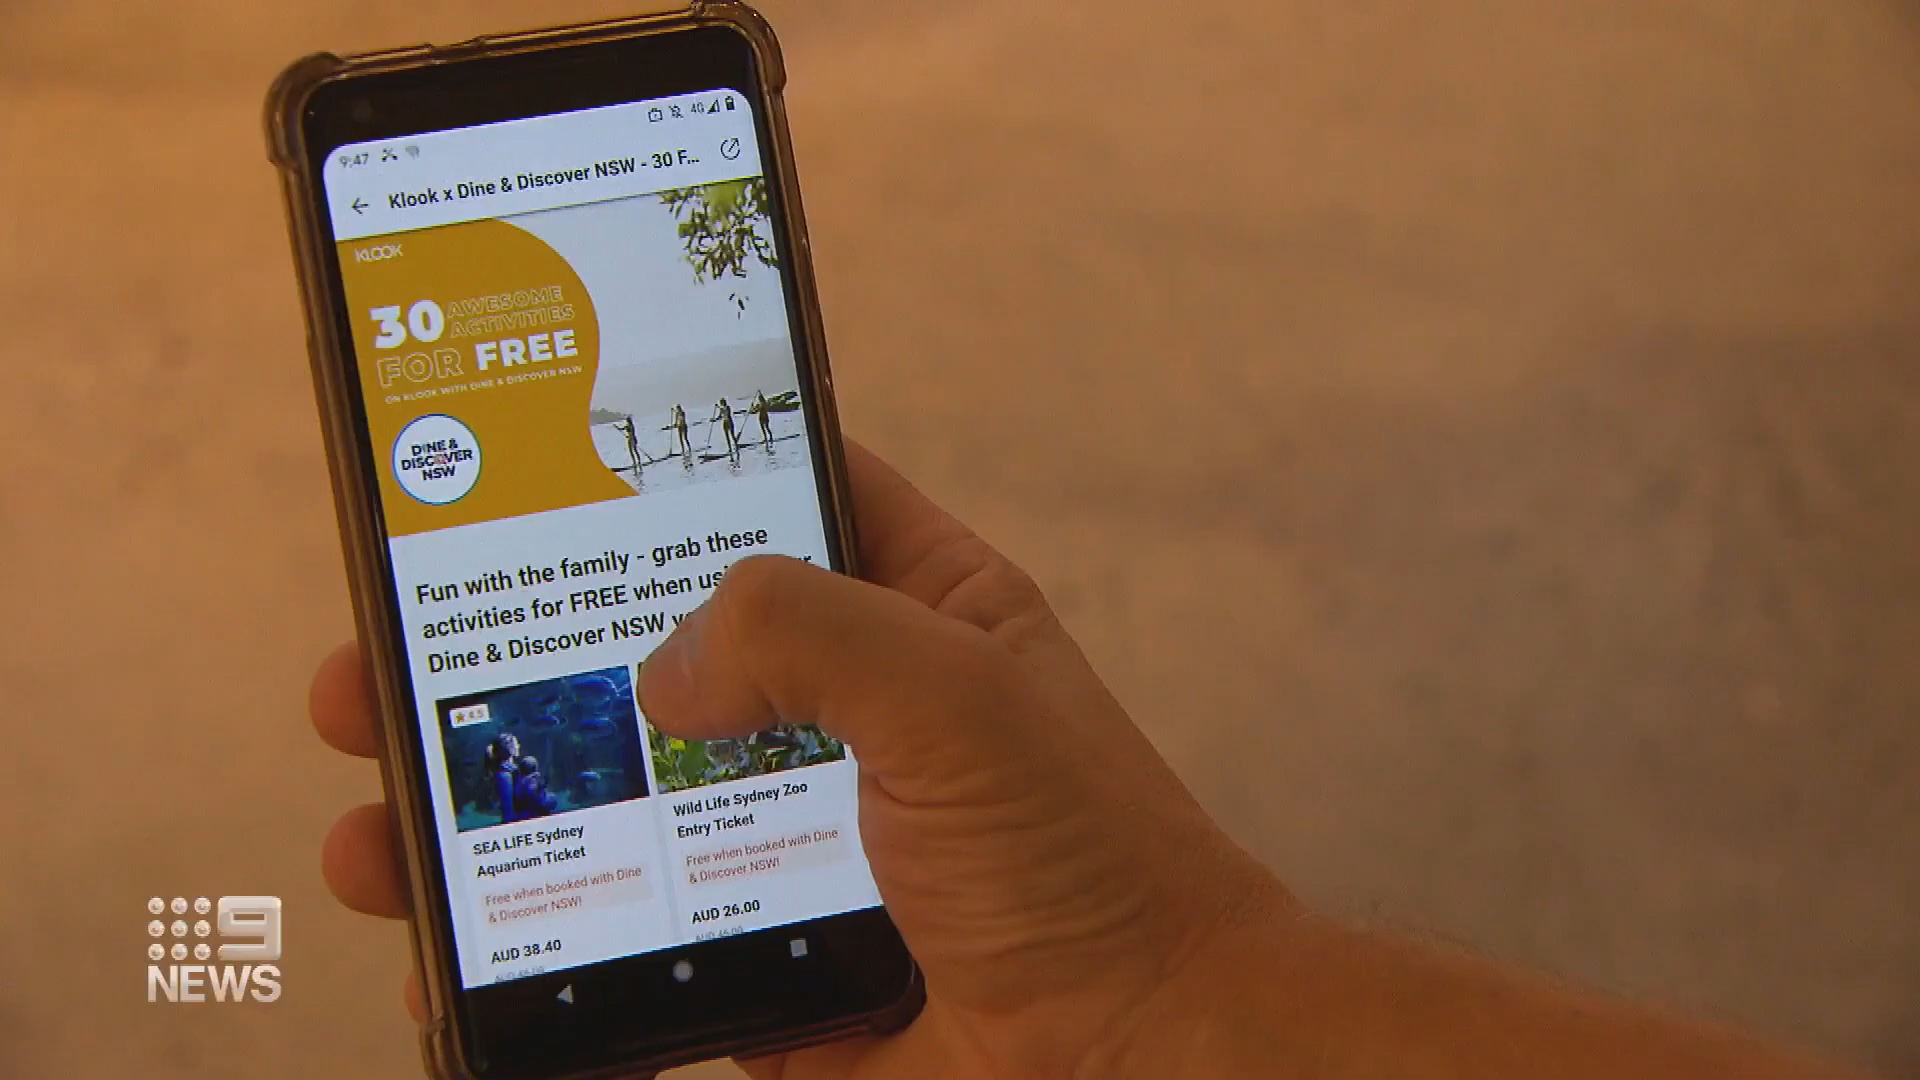 9:47
4G
Klook x Dine & Discover NSW - 30 F...
KLOOK
30 AWESOME
ACTIVITIES
FOR FREE
ON KLOOK WITH DINE & DISCOVER NSW
DINE &
DISCOVER
NSW
Fun with the family - grab these
activities for FREE when
Dine & Discover NSW
4.5
SEA LIFE Sydney
Aquarium Ticket
Free when booked with Dine
& Discover NSW!
AUD 38.40
Wild Life Sydney Zoo
Entry Ticket
Free when booked with Dine
& Discover NSW!
AUD 26.00
9
NEWS